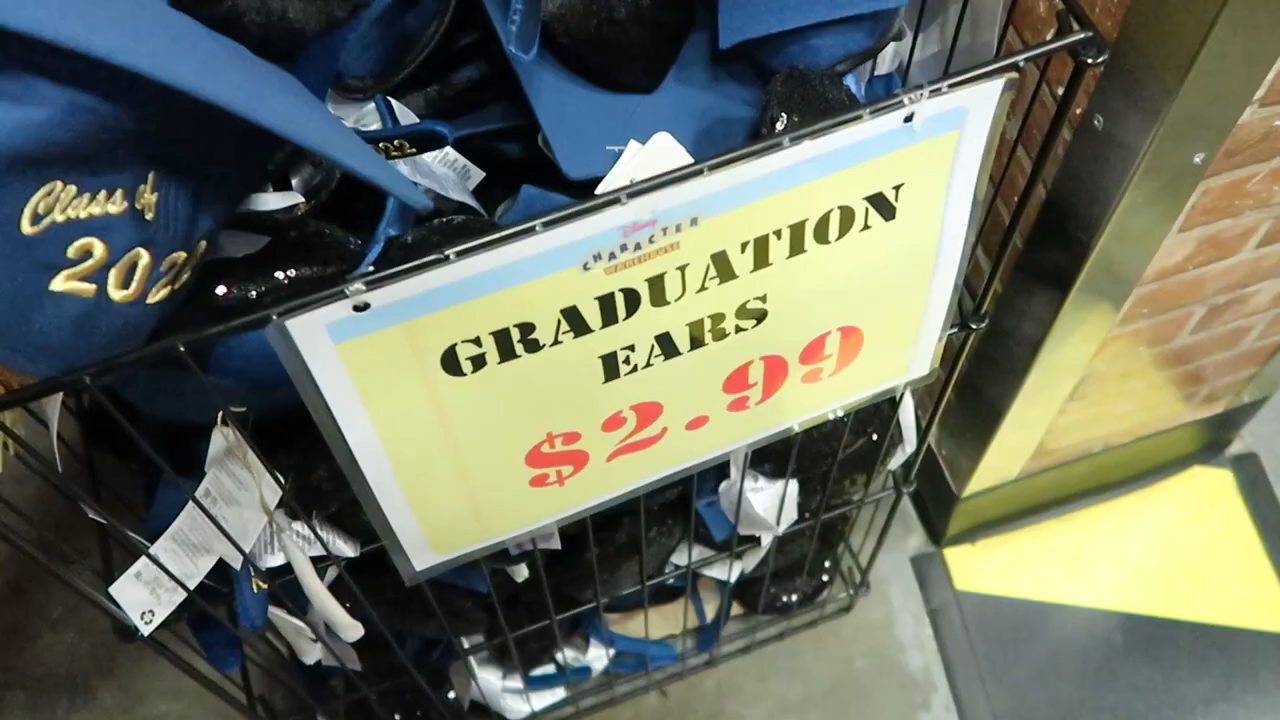 Class of
202
22
Disney
CHARACTER
WAREHOUSE
GRADUATION
EARS
$2.99